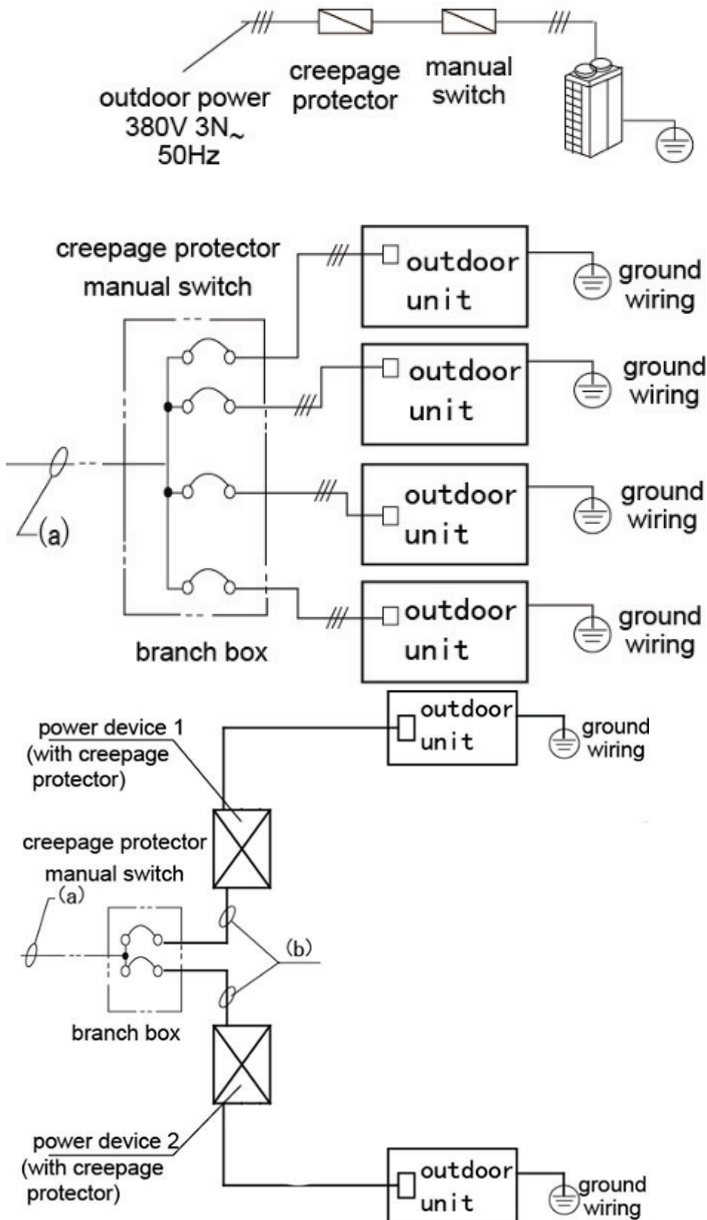 outdoor power
380V 3N~
50Hz
creepage
protector
manual
switch
creepage protector
manual switch
outdoor
unit
ground
wiring
outdoor
unit
ground
wiring
(a)
outdoor
unit
ground
wiring
outdoor
unit
ground
wiring
branch box
power device 1
(with creepage
protector)
outdoor
unit
ground
wiring
creepage protector
manual switch
(a)
(b)
branch box
power device 2
(with creepage
protector)
outdoor
unit
ground
wiring